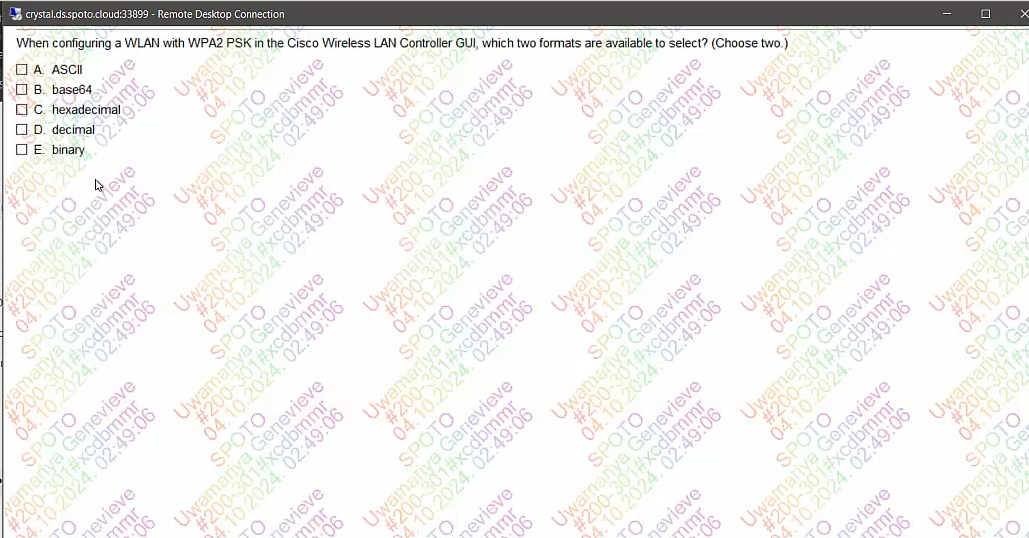 crystal.ds.spoto.cloud:33899 - Remote Desktop Connection
When configuring a WLAN with WPA2 PSK in the Cisco Wireless LAN Controller GUI, which two formats are available to select? (Choose two.)
A. ASCII
B. base64
C. hexadecimal
D. decimal
E. binary
SPOTO
Uwamariya Genevieve
#200-301#xcdbmmr
04.10.2024. 02:49:06